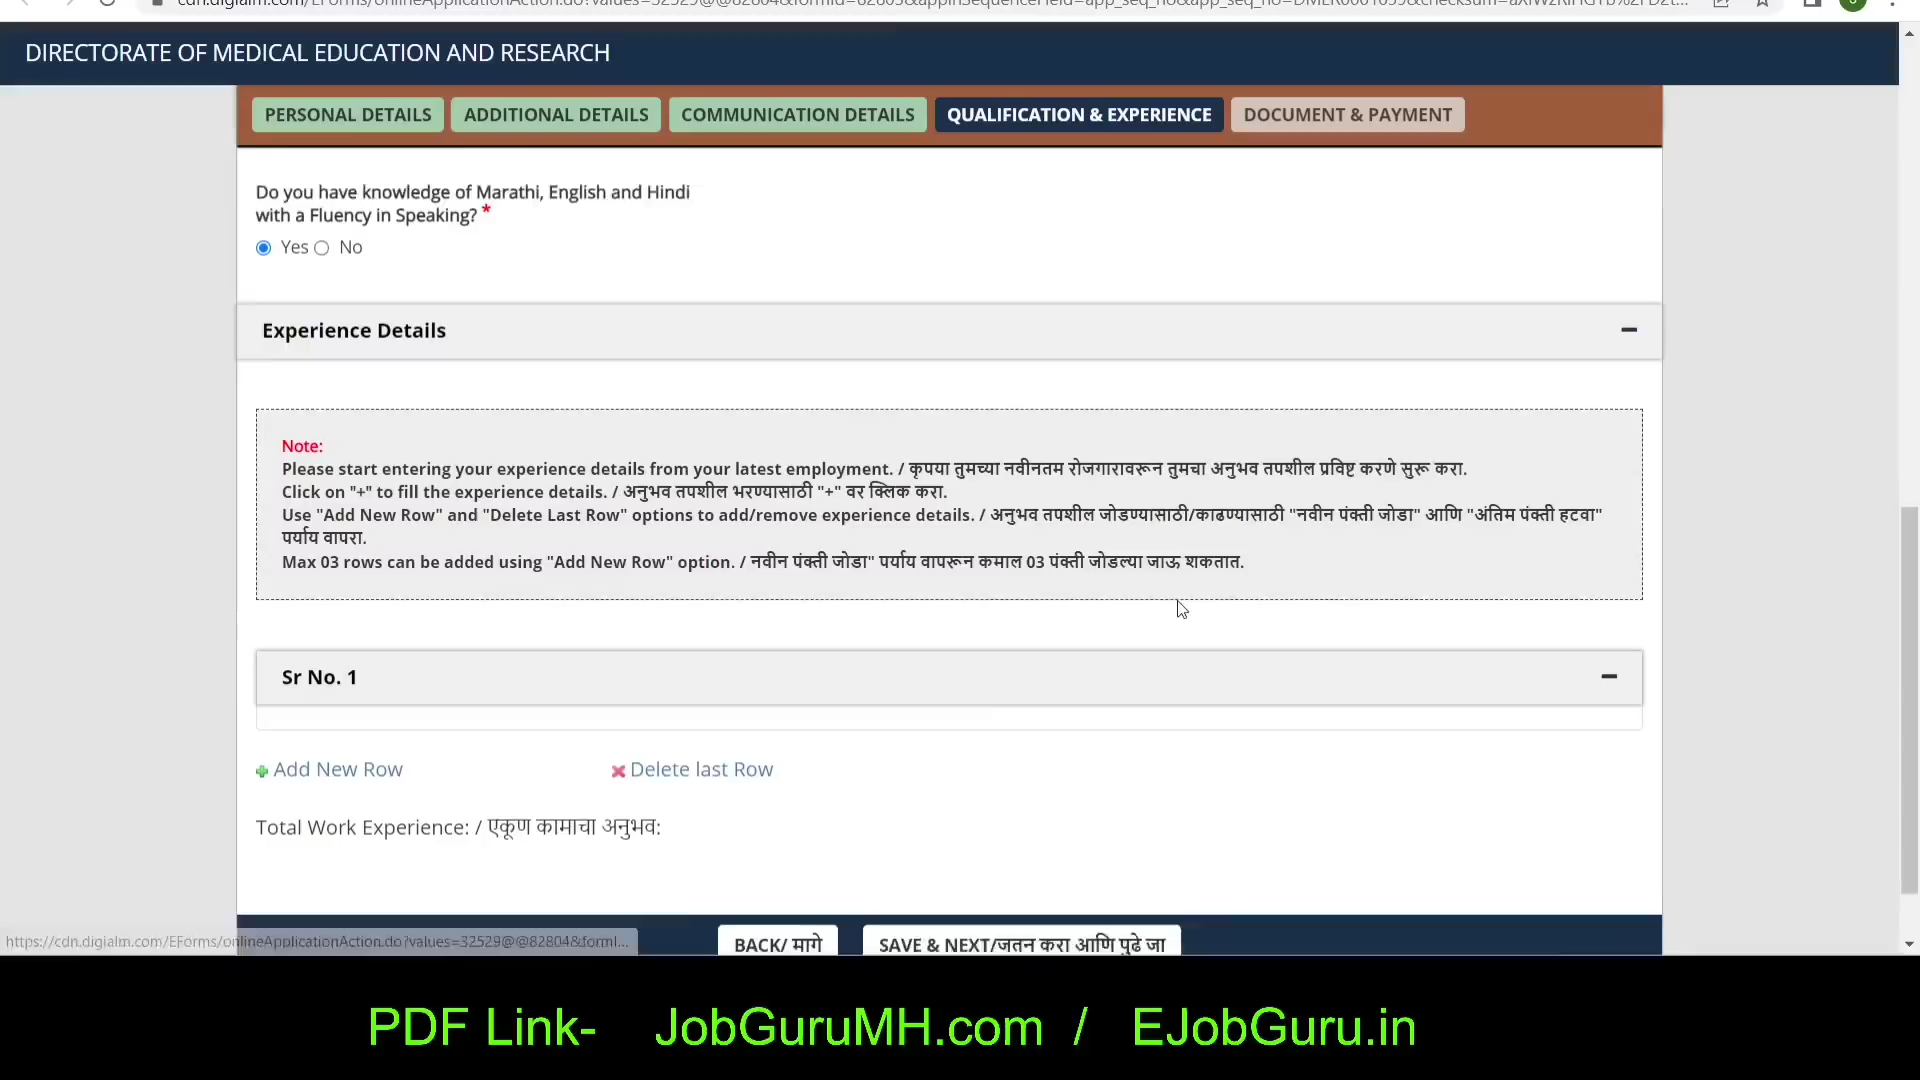 DIRECTORATE OF MEDICAL EDUCATION AND RESEARCH
PERSONAL DETAILS ADDITIONAL DETAILS COMMUNICATION DETAILS QUALIFICATION & EXPERIENCE DOCUMENT & PAYMENT
Do you have knowledge of Marathi, English and Hindi
with a Fluency in Speaking? *
Yes No
Experience Details
Note:
Please start entering your experience details from your latest employment. / कृपया तुमच्या नवीनतम रोजगारावरून तुमचा अनुभव तपशील प्रविष्ट करणे सुरू करा.
Click on "+" to fill the experience details. / अनुभव तपशील भरण्यासाठी "+" वर क्लिक करा.
Use "Add New Row" and "Delete Last Row" options to add/remove experience details. / अनुभव तपशील जोडण्यासाठी/काढण्यासाठी "नवीन पंक्ती जोडा" आणि "अंतिम पंक्ती हटवा"
पर्याय वापरा.
Max 03 rows can be added using "Add New Row" option. / नवीन पंक्ती जोडा" पर्याय वापरून कमाल 03 पंक्ती जोडल्या जाऊ शकतात.
Sr No. 1
Add New Row Delete last Row
Total Work Experience: / एकूण कामाचा अनुभव:
https://cdn.digialm.com/EForms/onlineApplicationAction.do?values=32529@@82804&formI...
BACK/ मागे SAVE & NEXT/जतन करा आणि पुढे जा
PDF Link- JobGuruMH.com / EJobGuru.in